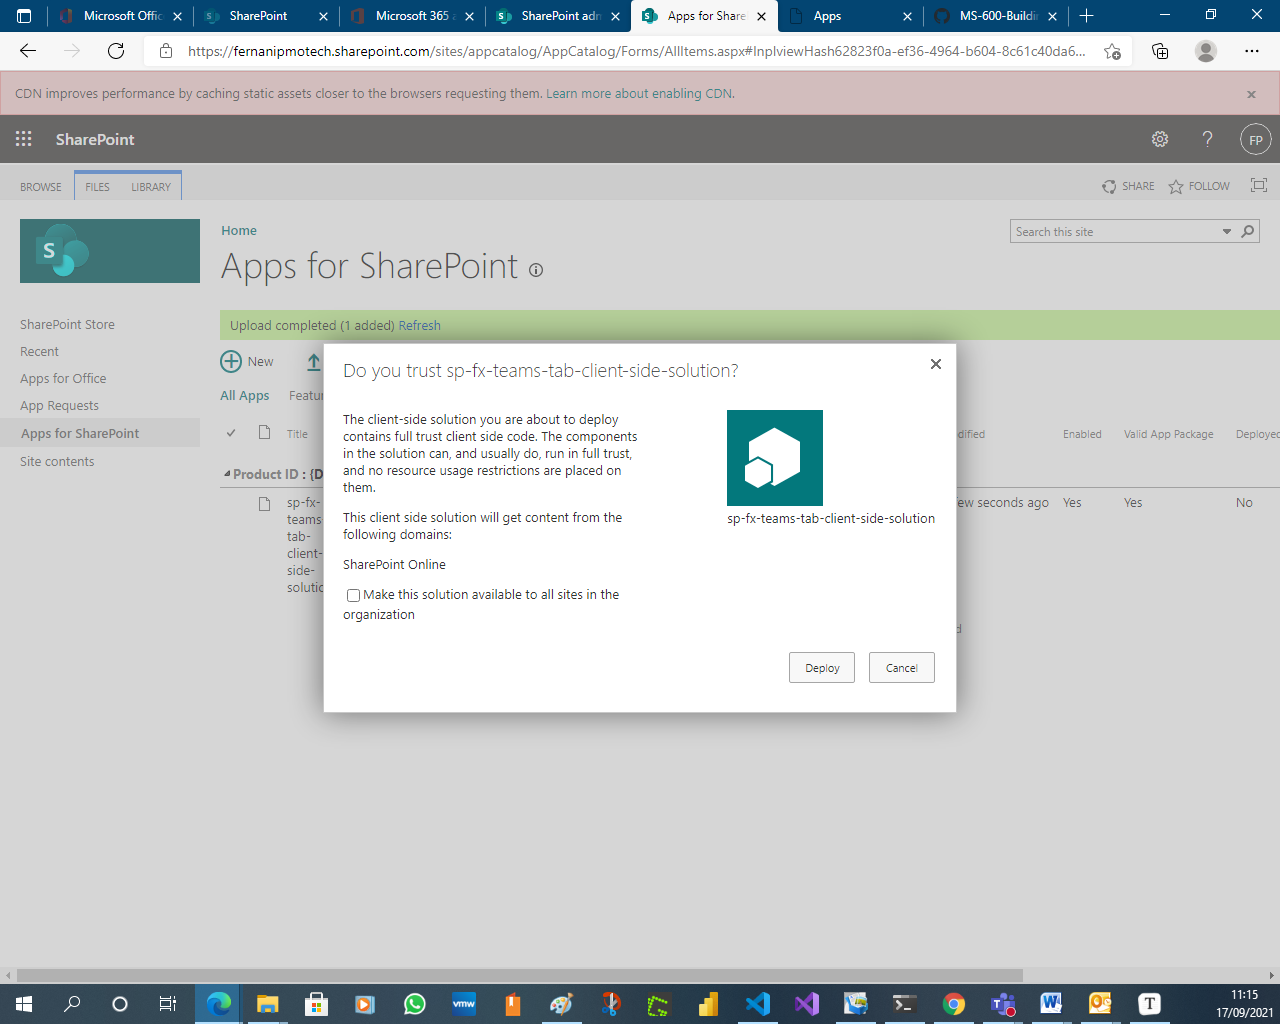 Microsoft Offic
SharePoint
Microsoft 365 a
SharePoint adm
Apps for Share
Apps
MS-600-Buildin
https://fernanipmotech.sharepoint.com/sites/appcatalog/AppCatalog/Forms/AllItems.aspx#InplviewHash62823f0a-ef36-4964-b604-8c61c40da6...
CDN improves performance by caching static assets closer to the browsers requesting them. Learn more about enabling CDN.
SharePoint
FP
BROWSE
FILES
LIBRARY
SHARE
FOLLOW
S
Home
Search this site
Apps for SharePoint
SharePoint Store
Recent
Apps for Office
App Requests
Apps for SharePoint
Site contents
Upload completed (1 added) Refresh
New
All Apps
Featur
Title
dified
Enabled
Valid App Package
Deployed
Product ID : {D
sp-fx-
teams
tab-
client-
side-
solutio
few seconds ago
Yes
Yes
No
Do you trust sp-fx-teams-tab-client-side-solution?
The client-side solution you are about to deploy
contains full trust client side code. The components
in the solution can, and usually do, run in full trust,
and no resource usage restrictions are placed on
them.
This client side solution will get content from the
following domains:
SharePoint Online
Make this solution available to all sites in the
organization
sp-fx-teams-tab-client-side-solution
Deploy
Cancel
vmw
T
11:15
17/09/2021